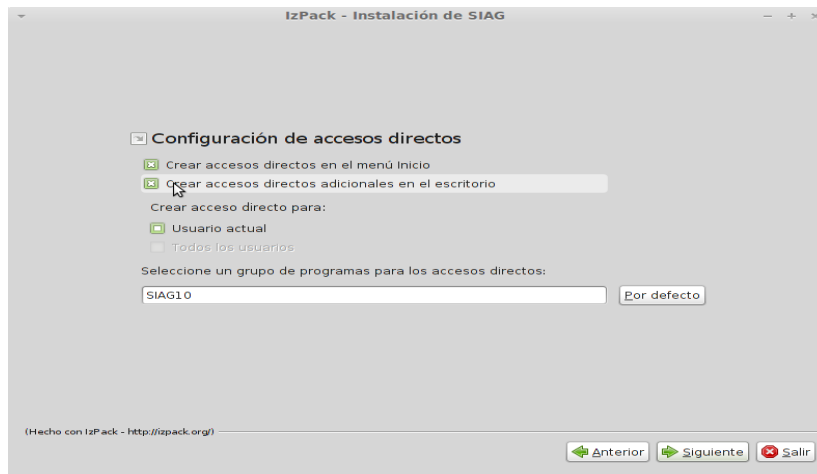 IzPack - Instalación de SIAG
Configuración de accesos directos
Crear accesos directos en el menú Inicio
Crear accesos directos adicionales en el escritorio
Crear acceso directo para:
Usuario actual
Todos los usuarios
Seleccione un grupo de programas para los accesos directos:
SIAG10 Por defecto
(Hecho con IzPack - http://izpack.org/)
Anterior Siguiente Salir